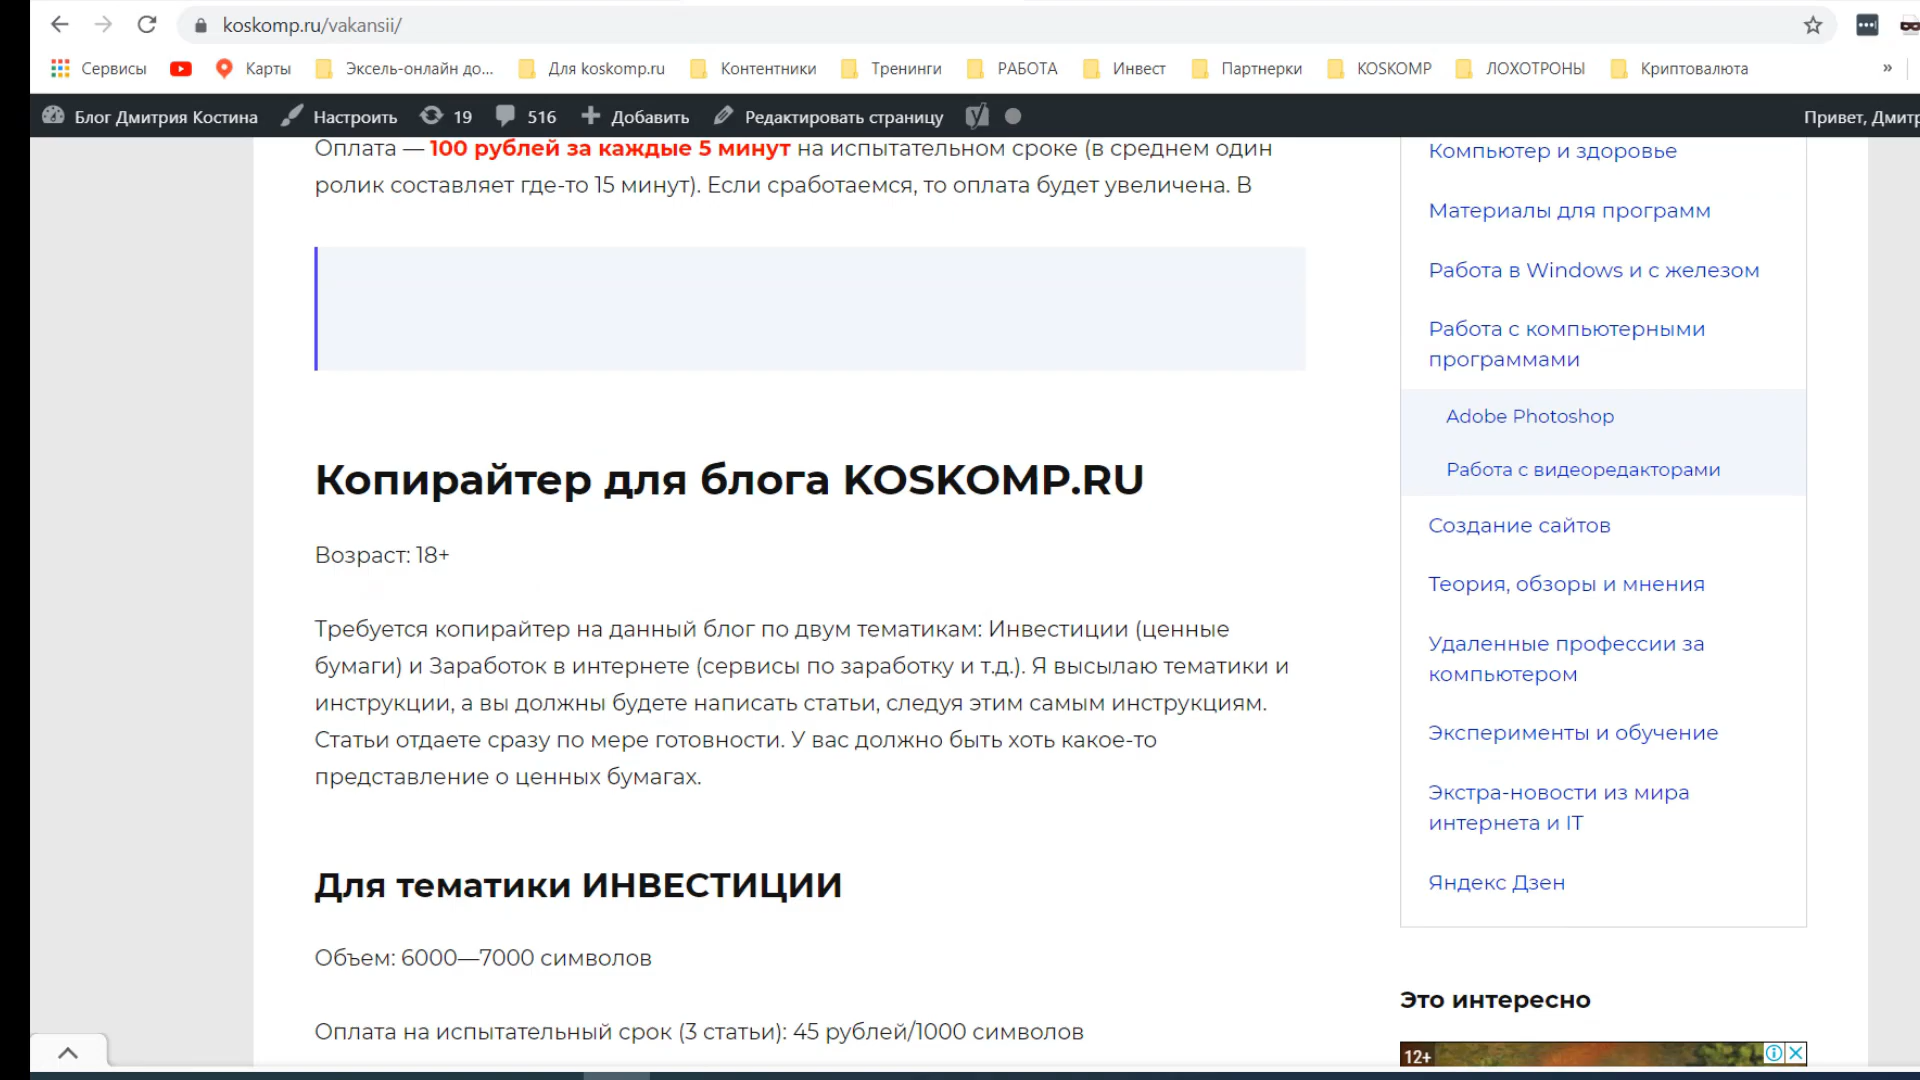 koskomp.ru/vakansii/
Сервисы
Карты
Эксель-онлайн до...
Для koskomp.ru
Контентники
Тренинги
РАБОТА
Инвест
Партнерки
KOSKOMP
ЛОХОТРОНЫ
Криптовалюта
»
Блог Дмитрия Костина
Настроить
19
516
Добавить
Редактировать страницу
Привет, Дмитр
Оплата — 100 рублей за каждые 5 минут на испытательном сроке (в среднем один
ролик составляет где-то 15 минут). Если сработаемся, то оплата будет увеличена. В
Копирайтер для блога KOSKOMP.RU
Возраст: 18+
Требуется копирайтер на данный блог по двум тематикам: Инвестиции (ценные
бумаги) и Заработок в интернете (сервисы по заработку и т.д.). Я высылаю тематики и
инструкции, а вы должны будете написать статьи, следуя этим самым инструкциям.
Статьи отдаете сразу по мере готовности. У вас должно быть хоть какое-то
представление о ценных бумагах.
Для тематики ИНВЕСТИЦИИ
Объем: 6000—7000 символов
Оплата на испытательный срок (3 статьи): 45 рублей/1000 символов
Компьютер и здоровье
Материалы для программ
Работа в Windows и с железом
Работа с компьютерными
программами
Adobe Photoshop
Работа с видеоредакторами
Создание сайтов
Теория, обзоры и мнения
Удаленные профессии за
компьютером
Эксперименты и обучение
Экстра-новости из мира
интернета и IT
Яндекс Дзен
Это интересно
12+